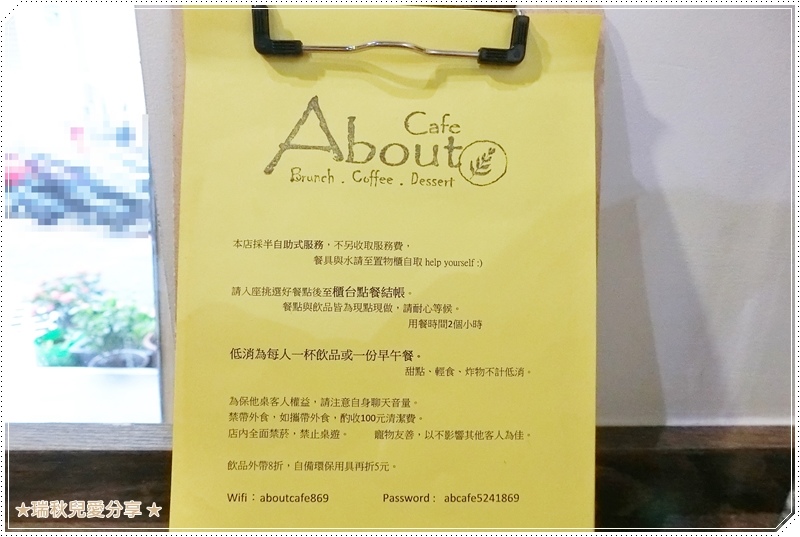 Cafe
About
Brunch . Coffee . Dessert
本店採半自助式服務，不另收取服務費，
餐具與水請至置物櫃自取 help yourself :)
請入座挑選好餐點後至櫃台點餐結帳。
餐點與飲品皆為現點現做，請耐心等候。
用餐時間2個小時
低消為每人一杯飲品或一份早午餐。
甜點、輕食、炸物不計低消。
為保他桌客人權益，請注意自身聊天音量。
禁帶外食，如攜帶外食，酌收100元清潔費。
店內全面禁菸，禁止桌遊。 寵物友善，以不影響其他客人為佳。
飲品外帶8折，自備環保用具再折5元。
Wifi：aboutcafe869 Password： abcafe5241869
★瑞秋兒愛分享★